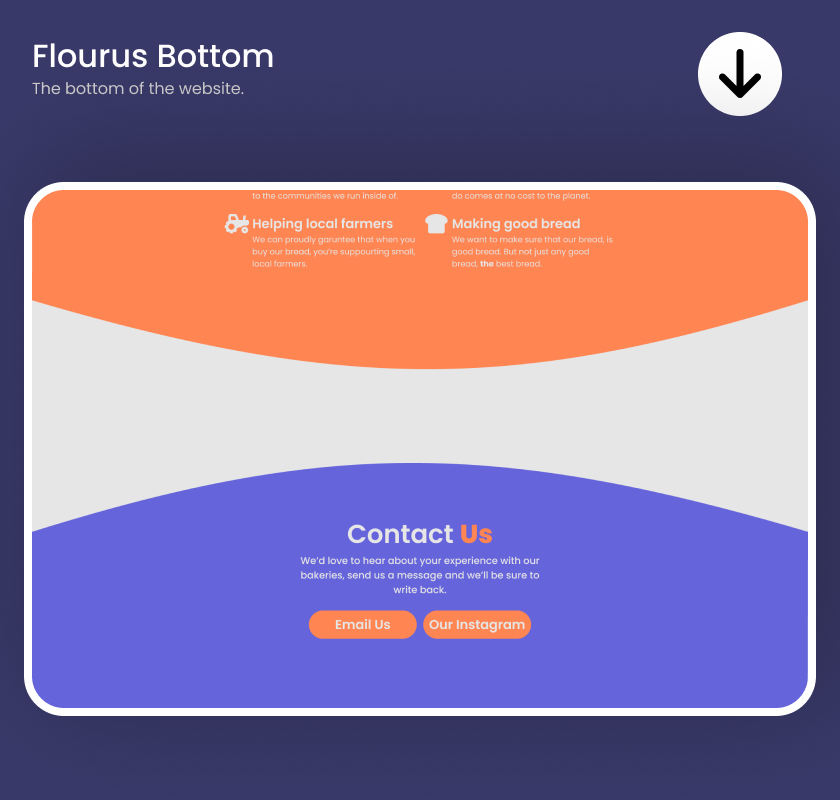 Flourus Bottom
The bottom of the website.
to the communities we run inside of.
do comes at no cost to the planet.
Helping local farmers
We can proudly garuntee that when you
buy our bread, you're suppourting small,
local farmers.
Making good bread
We want to make sure that our bread, is
good bread. But not just any good
bread, the best bread.
Contact Us
We'd love to hear about your experience with our
bakeries, send us a message and we'll be sure to
write back.
Email Us
Our Instagram